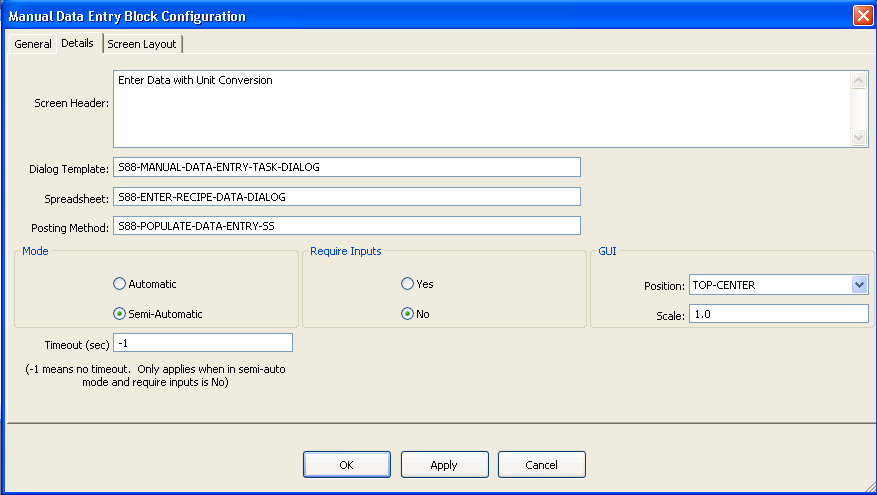 Manual Data Entry Block Configuration
General Details Screen Layout
Screen Header: Enter Data with Unit Conversion
Dialog Template: S88-MANUAL-DATA-ENTRY-TASK-DIALOG
Spreadsheet: S88-ENTER-RECIPE-DATA-DIALOG
Posting Method: S88-POPULATE-DATA-ENTRY-SS
Mode Require Inputs GUI
Automatic Yes Position: TOP-CENTER
Semi-Automatic No Scale: 1.0
Timeout (sec) -1
(-1 means no timeout. Only applies when in semi-auto
mode and require inputs is No)
OK Apply Cancel